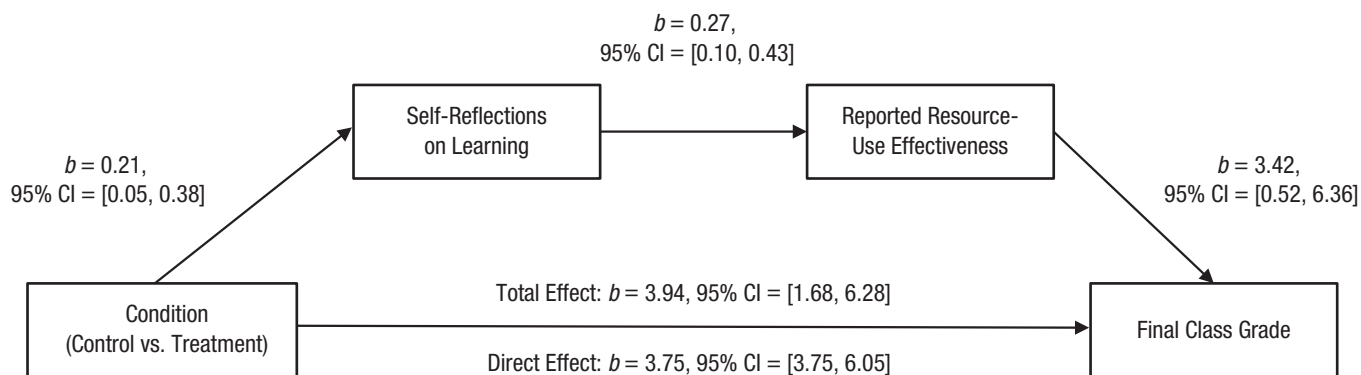 b = 0.27,
95% CI = [0.10, 0.43]
Self-Reflections
on Learning
Reported Resource-
Use Effectiveness
b = 0.21,
95% CI = [0.05, 0.38]
b = 3.42,
95% CI = [0.52, 6.36]
Total Effect: b = 3.94, 95% CI = [1.68, 6.28]
Condition
(Control vs. Treatment)
Final Class Grade
Direct Effect: b = 3.75, 95% CI = [3.75, 6.05]